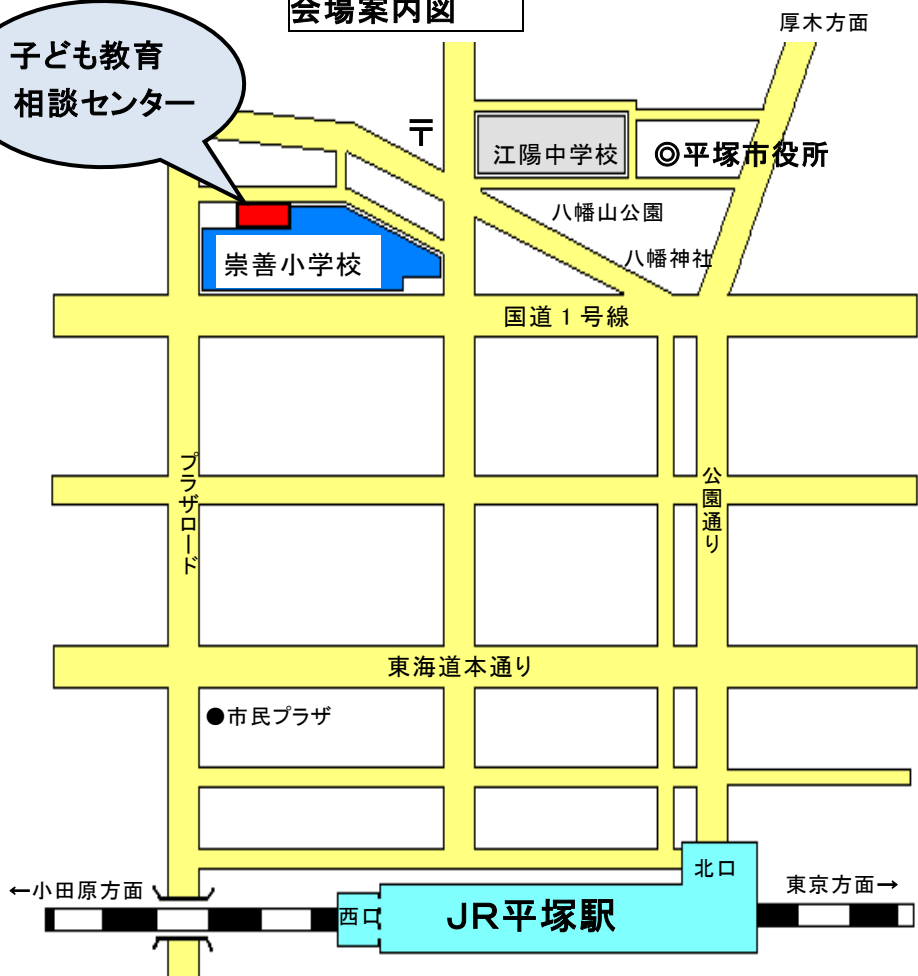 会場案内図
厚木方面
子ども教育
相談センター
〒
江陽中学校
◎平塚市役所
八幡山公園
八幡神社
崇善小学校
国道１号線
プラザロード
公園通り
東海道本通り
●市民プラザ
北口
←小田原方面
東京方面→
西口
ＪＲ平塚駅